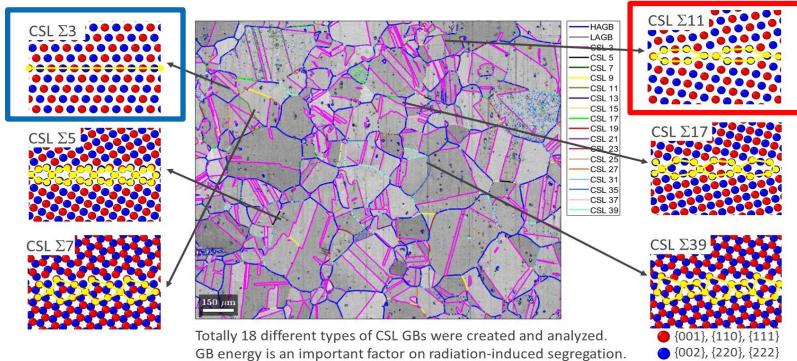 CSL Σ3
CSL Σ5
CSL Σ7
HAGB
LAGB
CSL 3
CSL 5
CSL 7
CSL 9
CSL 11
CSL 13
CSL 15
CSL 17
CSL 19
CSL 21
CSL 23
CSL 25
CSL 27
CSL 31
CSL 35
CSL 37
CSL 39
150 μm
CSL Σ11
CSL Σ17
CSL Σ39
{001}, {110}, {111}
{002}, {220}, {222}
Totally 18 different types of CSL GBs were created and analyzed.
GB energy is an important factor on radiation-induced segregation.